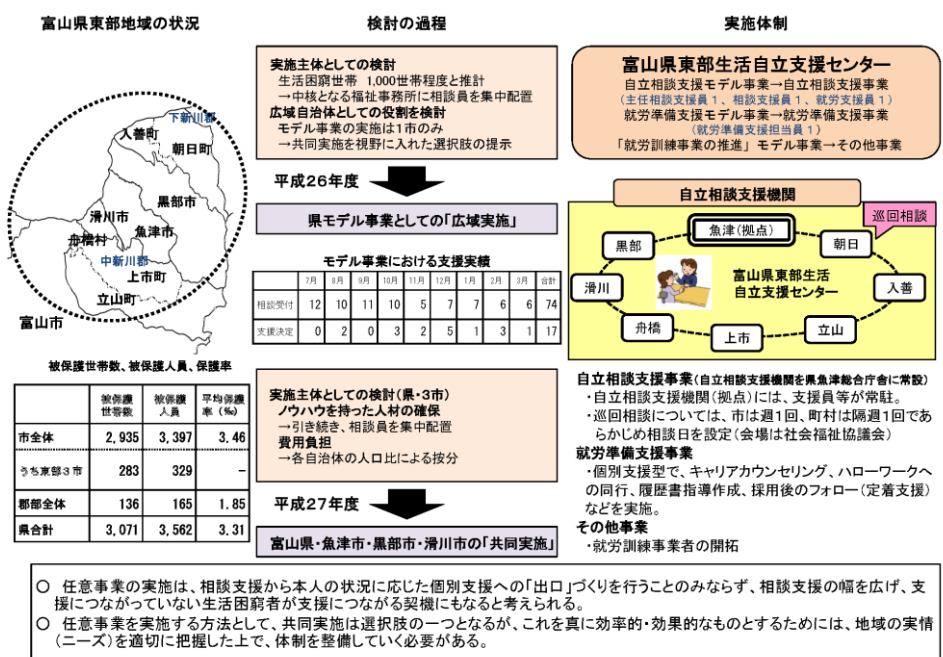 富山県東部地域の状況
下新川郡
入善町
朝日町
黒部市
滑川市
魚津市
舟橋村
中新川郡
上市町
立山町
富山市
被保護世帯数、被保護人員、保護率
被保護世帯数 被保護人員 平均保護率（‰）
市全体 2,935 3,397 3.46
うち東部３市 283 329 －
郡部全体 136 165 1.85
県合計 3,071 3,562 3.31
検討の過程
実施主体としての検討
生活困窮世帯 1,000世帯程度と推計
→中核となる福祉事務所に相談員を集中配置
広域自治体としての役割を検討
モデル事業の実施は1市のみ
→共同実施を視野に入れた選択肢の提示
平成26年度
県モデル事業としての「広域実施」
モデル事業における支援実績
7月 8月 9月 10月 11月 12月 1月 2月 3月 合計
相談受付 12 10 11 10 5 7 7 6 6 74
支援決定 0 2 0 3 2 5 1 3 1 17
実施主体としての検討（県・3市）
ノウハウを持った人材の確保
→引き続き、相談員を集中配置
費用負担
→各自治体の人口比による按分
平成27年度
富山県・魚津市・黒部市・滑川市の「共同実施」
実施体制
富山県東部生活自立支援センター
自立相談支援モデル事業→自立相談支援事業
（主任相談支援員１、相談支援員１、就労支援員１）
就労準備支援モデル事業→就労準備支援事業
（就労準備支援担当員１）
「就労訓練事業の推進」モデル事業→その他事業
自立相談支援機関
巡回相談
魚津（拠点）
黒部
朝日
滑川
富山県東部生活
自立支援センター
入善
舟橋
上市
立山
自立相談支援事業（自立相談支援機関を県魚津総合庁舎に常設）
・自立相談支援機関（拠点）には、支援員等が常駐。
・巡回相談については、市は週1回、町村は隔週1回であ
らかじめ相談日を設定（会場は社会福祉協議会）
就労準備支援事業
・個別支援型で、キャリアカウンセリング、ハローワークへ
の同行、履歴書指導作成、採用後のフォロー（定着支援）
などを実施。
その他事業
・就労訓練事業者の開拓
○ 任意事業の実施は、相談支援から本人の状況に応じた個別支援への「出口」づくりを行うことのみならず、相談支援の幅を広げ、支
援につながっていない生活困窮者が支援につながる契機にもなると考えられる。
○ 任意事業を実施する方法として、共同実施は選択肢の一つとなるが、これを真に効率的・効果的なものとするためには、地域の実情
（ニーズ）を適切に把握した上で、体制を整備していく必要がある。